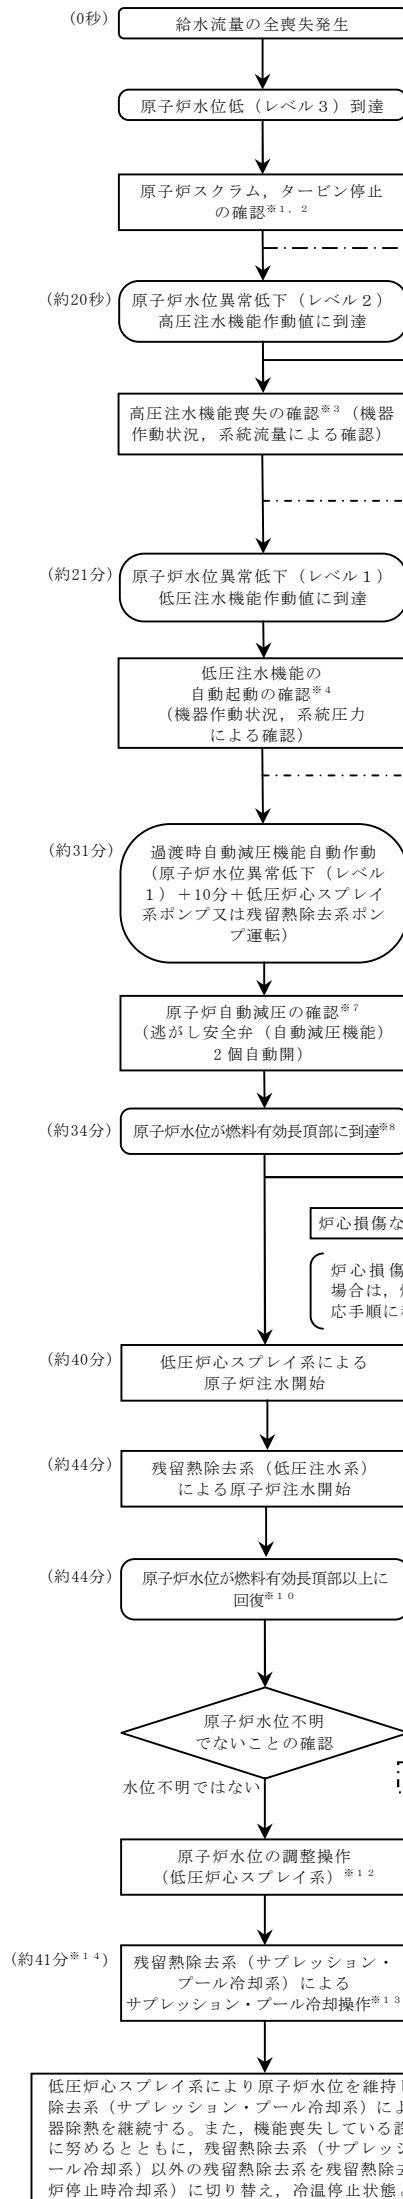 (0秒)
給水流量の全喪失発生
原子炉水位低（レベル３）到達
原子炉スクラム，タービン停止
の確認※１，２
(約20秒)
原子炉水位異常低下（レベル２）
高圧注水機能作動値に到達
高圧注水機能喪失の確認※３（機器
作動状況，系統流量による確認）
(約21分)
原子炉水位異常低下（レベル１）
低圧注水機能作動値に到達
低圧注水機能の
自動起動の確認※４
（機器作動状況，系統圧力
による確認）
(約31分)
過渡時自動減圧機能自動作動
（原子炉水位異常低下（レベル
１）＋10分＋低圧炉心スプレイ
系ポンプ又は残留熱除去系ポン
プ運転）
原子炉自動減圧の確認※７
（逃がし安全弁（自動減圧機能）
２個自動開）
(約34分)
原子炉水位が燃料有効長頂部に到達※８
炉心損傷な
炉心損傷
場合は，
応手順に
(約40分)
低圧炉心スプレイ系による
原子炉注水開始
(約44分)
残留熱除去系（低圧注水系）
による原子炉注水開始
(約44分)
原子炉水位が燃料有効長頂部以上に
回復※１０
原子炉水位不明
でないことの確認
水位不明ではない
原子炉水位の調整操作
（低圧炉心スプレイ系）※１２
(約41分※１４)
残留熱除去系（サプレッション・
プール冷却系）による
サプレッション・プール冷却操作※１３
低圧炉心スプレイ系により原子炉水位を維持し
除去系（サプレッション・プール冷却系）によ
器除熱を継続する。また，機能喪失している設
に努めるとともに，残留熱除去系（サプレッシ
ール冷却系）以外の残留熱除去系を残留熱除去
炉停止時冷却系）に切り替え，冷温停止状態